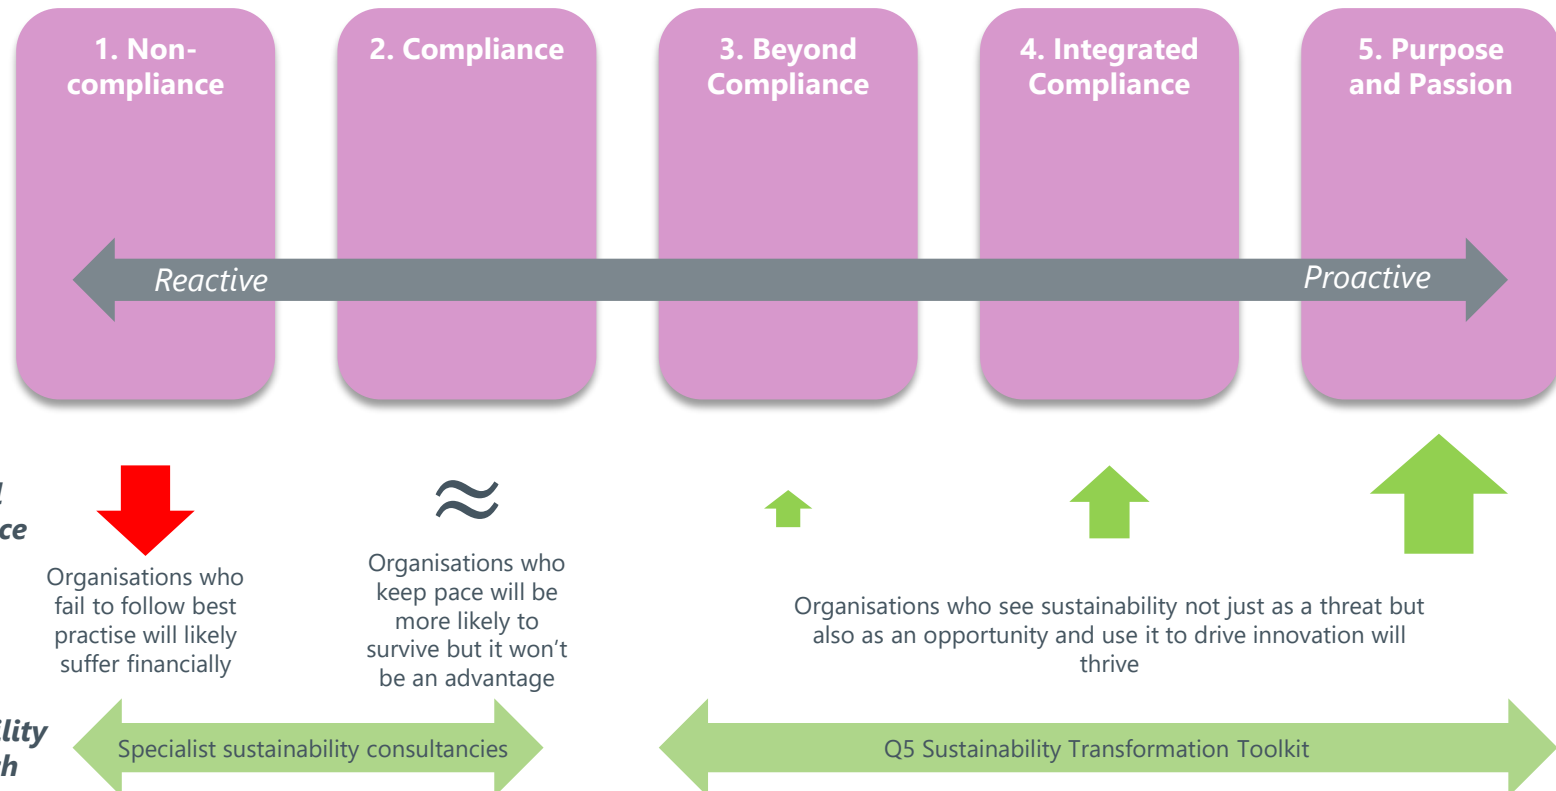 1. Non-
compliance
2. Compliance
3. Beyond
Compliance
4. Integrated
Compliance
5. Purpose
and Passion
Reactive
Proactive
≈
Organisations who
fail to follow best
practise will likely
suffer financially
Organisations who
keep pace will be
more likely to
survive but it won’t
be an advantage
Organisations who see sustainability not just as a threat but
also as an opportunity and use it to drive innovation will
thrive
Specialist sustainability consultancies
Q5 Sustainability Transformation Toolkit